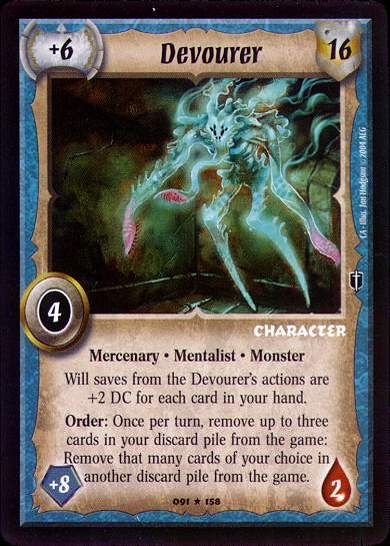 +6
Devourer
16
CA • Illus. Jon Hodgson ©2004 AEG
4
CHARACTER
Mercenary • Mentalist • Monster
Will saves from the Devourer's actions are
+2 DC for each card in your hand.
Order: Once per turn, remove up to three
cards in your discard pile from the game:
Remove that many cards of your choice in
another discard pile from the game.
+8
091 ★ 158
2